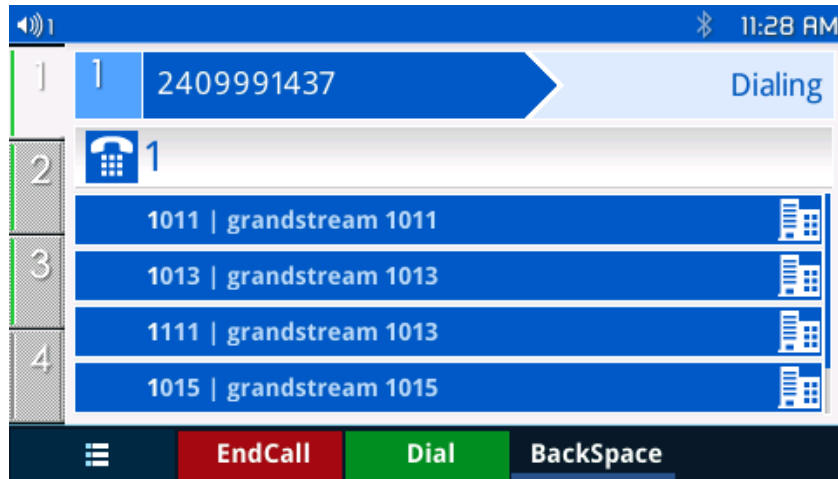 1 11:28 AM
1 1 2409991437 Dialing
2 1
1011 | grandstream 1011
3 1013 | grandstream 1013
1111 | grandstream 1013
4 1015 | grandstream 1015
EndCall Dial BackSpace